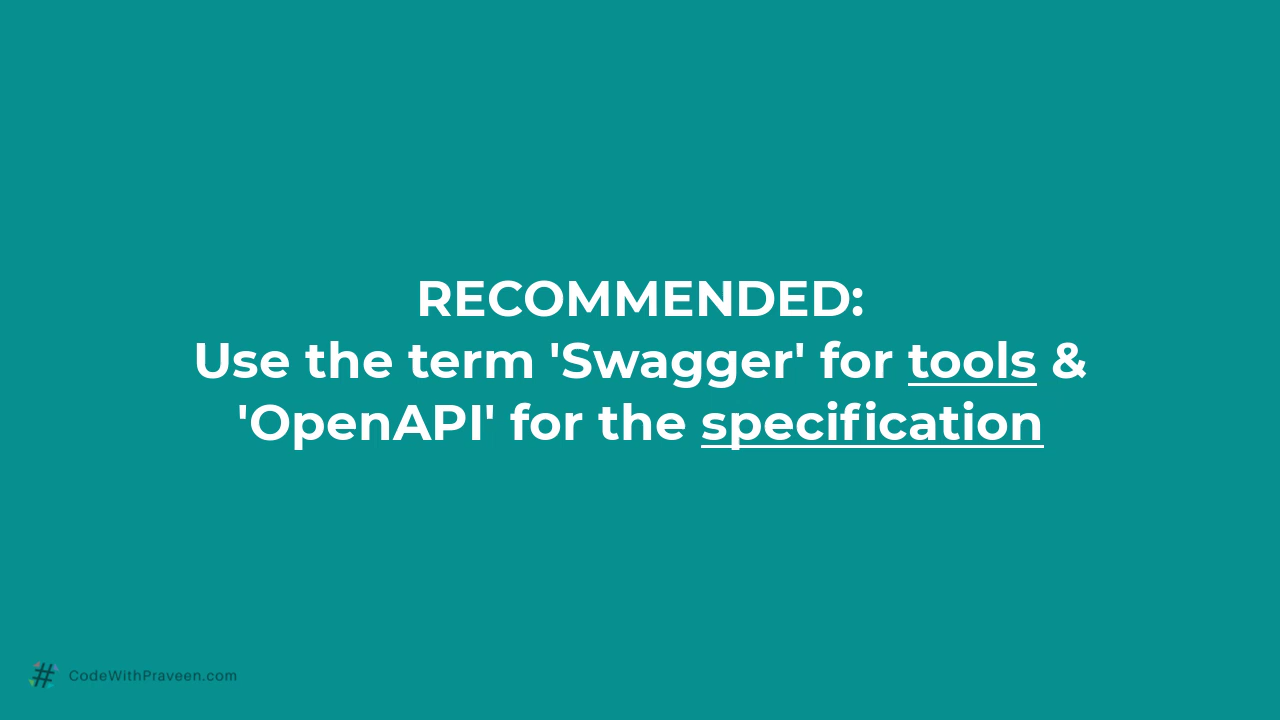 RECOMMENDED:
Use the term 'Swagger' for tools &
'OpenAPI' for the specification
CodeWithPraveen.com